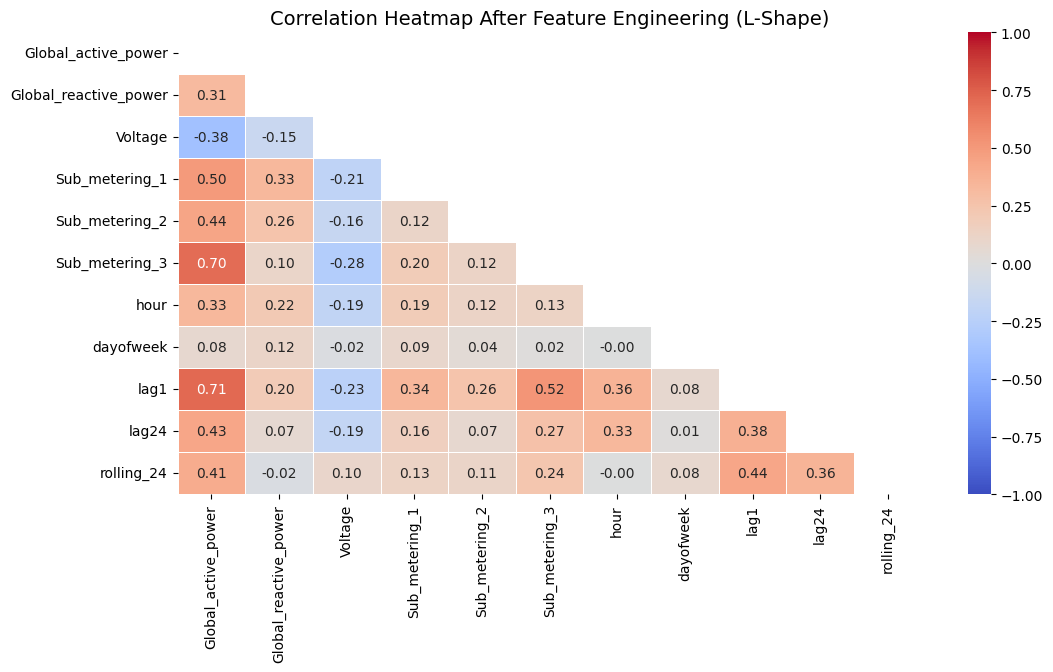 Correlation Heatmap After Feature Engineering (L-Shape)
Global_active_power
Global_reactive_power 0.31
Voltage -0.38 -0.15
Sub_metering_1 0.50 0.33 -0.21
Sub_metering_2 0.44 0.26 -0.16 0.12
Sub_metering_3 0.70 0.10 -0.28 0.20 0.12
hour 0.33 0.22 -0.19 0.19 0.12 0.13
dayofweek 0.08 0.12 -0.02 0.09 0.04 0.02 -0.00
lag1 0.71 0.20 -0.23 0.34 0.26 0.52 0.36 0.08
lag24 0.43 0.07 -0.19 0.16 0.07 0.27 0.33 0.01 0.38
rolling_24 0.41 -0.02 0.10 0.13 0.11 0.24 -0.00 0.08 0.44 0.36
Global_active_power
Global_reactive_power
Voltage
Sub_metering_1
Sub_metering_2
Sub_metering_3
hour
dayofweek
lag1
lag24
rolling_24
1.00
0.75
0.50
0.25
0.00
−0.25
−0.50
−0.75
−1.00